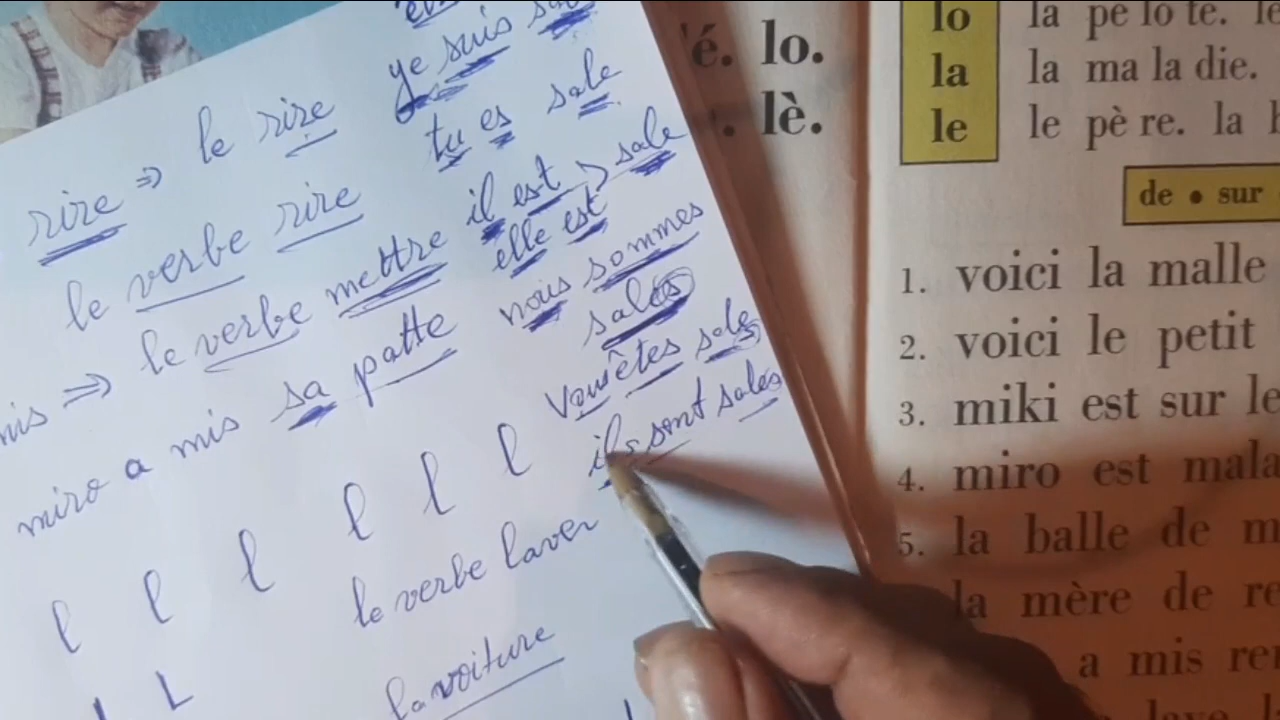 rire => le rire
le verbe rire
mis => le verbe mettre
miro a mis sa patte
l l l l l l
L
le verbe laver
la voiture
ye suis
tu es sale
il est > sale
elle est
nous sommes
sales
vous êtes sales
ils sont sales
lo.
lè.
lo la pe lo te.
la la ma la die.
le le pè re. la
de • sur
1. voici la malle
2. voici le petit
3. miki est sur le
4. miro est mala
5. la balle de m
la mère de re
a mis re